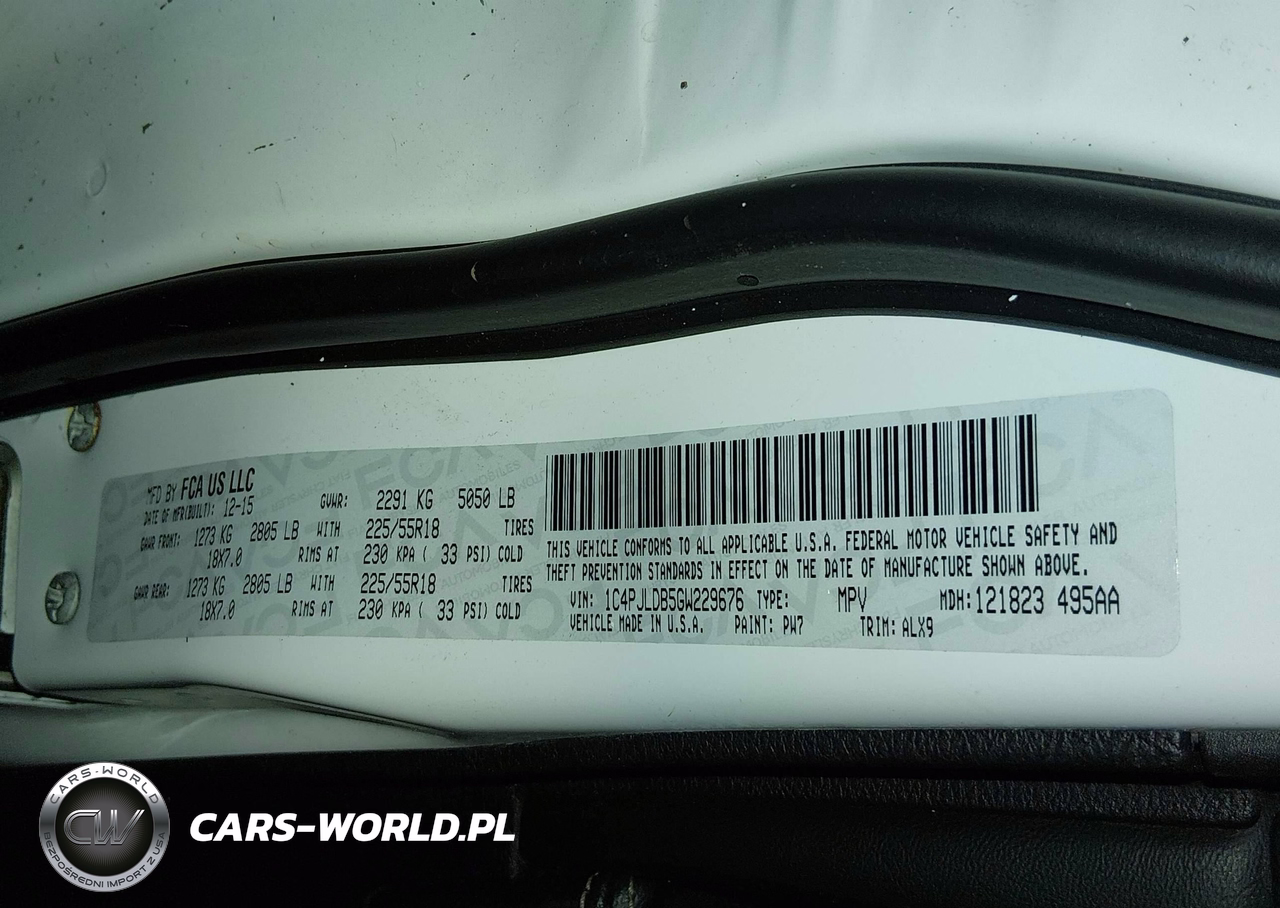 MFD BY FCA US LLC
DATE OF MFR(BUILT): 12-15 GVWR: 2291 KG 5050 LB
GAWR FRONT: 1273 KG 2805 LB WITH 225/55R18 TIRES
18X7.0 RIMS AT 230 KPA ( 33 PSI) COLD
GAWR REAR: 1273 KG 2805 LB WITH 225/55R18 TIRES
18X7.0 RIMS AT 230 KPA ( 33 PSI) COLD
THIS VEHICLE CONFORMS TO ALL APPLICABLE U.S.A. FEDERAL MOTOR VEHICLE SAFETY AND
THEFT PREVENTION STANDARDS IN EFFECT ON THE DATE OF MANUFACTURE SHOWN ABOVE.
VIN: 1C4PJLDB5GW229676 TYPE: MPV MDH: 121823 495AA
VEHICLE MADE IN U.S.A. PAINT: PW7 TRIM: ALX9
CARS-WORLD
CW
BEZPOŚREDNI IMPORT Z USA
CARS-WORLD.PL